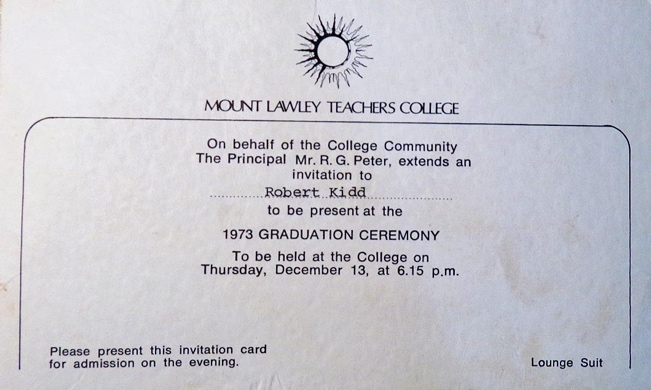 MOUNT LAWLEY TEACHERS COLLEGE
On behalf of the College Community
The Principal Mr. R. G. Peter, extends an
invitation to
Robert Kidd
to be present at the
1973 GRADUATION CEREMONY
To be held at the College on
Thursday, December 13, at 6.15 p.m.
Please present this invitation card
for admission on the evening.
Lounge Suit